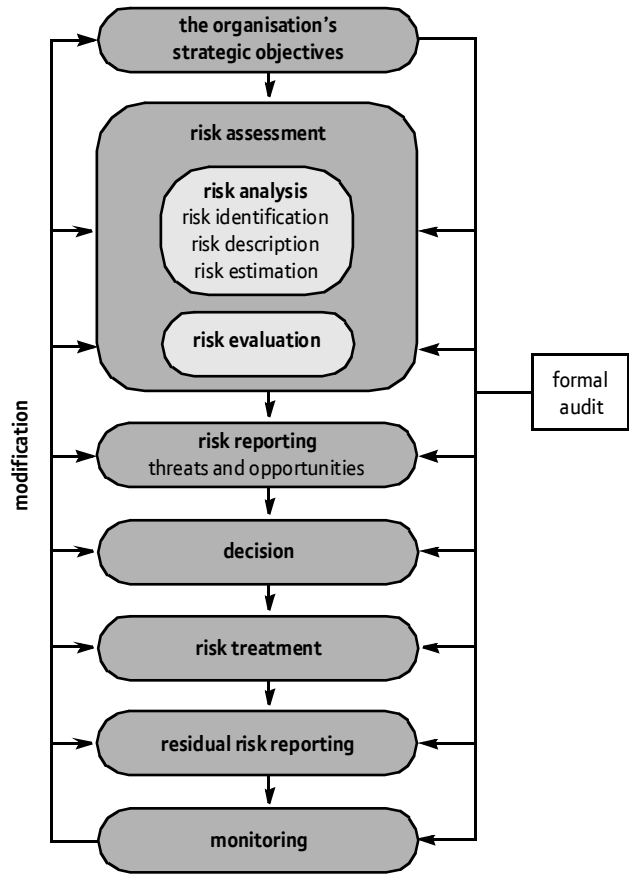 the organisation's
strategic objectives
risk assessment
risk analysis
risk identification
risk description
risk estimation
risk evaluation
formal
audit
modification
risk reporting
threats and opportunities
decision
risk treatment
residual risk reporting
monitoring